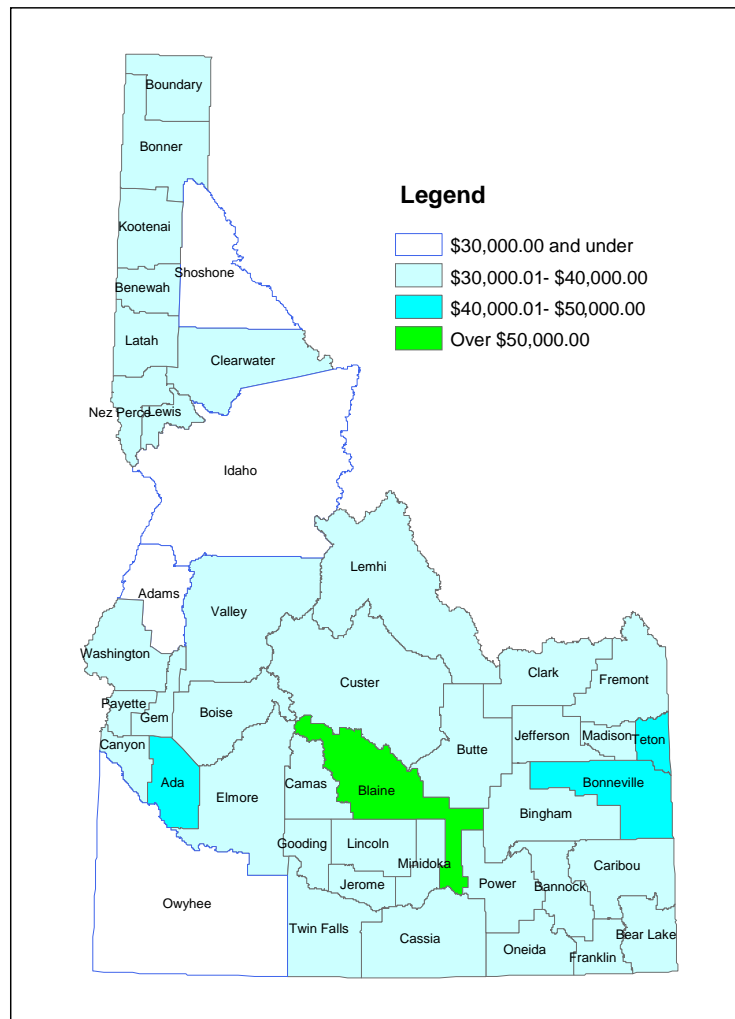 Boundary
Bonner
Legend
Kootenai
$30,000.00 and under
Shoshone
$30,000.01- $40,000.00
Benewah
$40,000.01- $50,000.00
Latah
Over $50,000.00
Clearwater
Nez Perce
Lewis
Idaho
Lemhi
Adams
Valley
Washington
Custer
Clark
Fremont
Payette
Gem
Boise
Butte
Jefferson
Madison
Teton
Canyon
Ada
Elmore
Camas
Blaine
Bonneville
Bingham
Gooding
Lincoln
Minidoka
Caribou
Jerome
Power
Bannock
Owyhee
Twin Falls
Cassia
Oneida
Franklin
Bear Lake